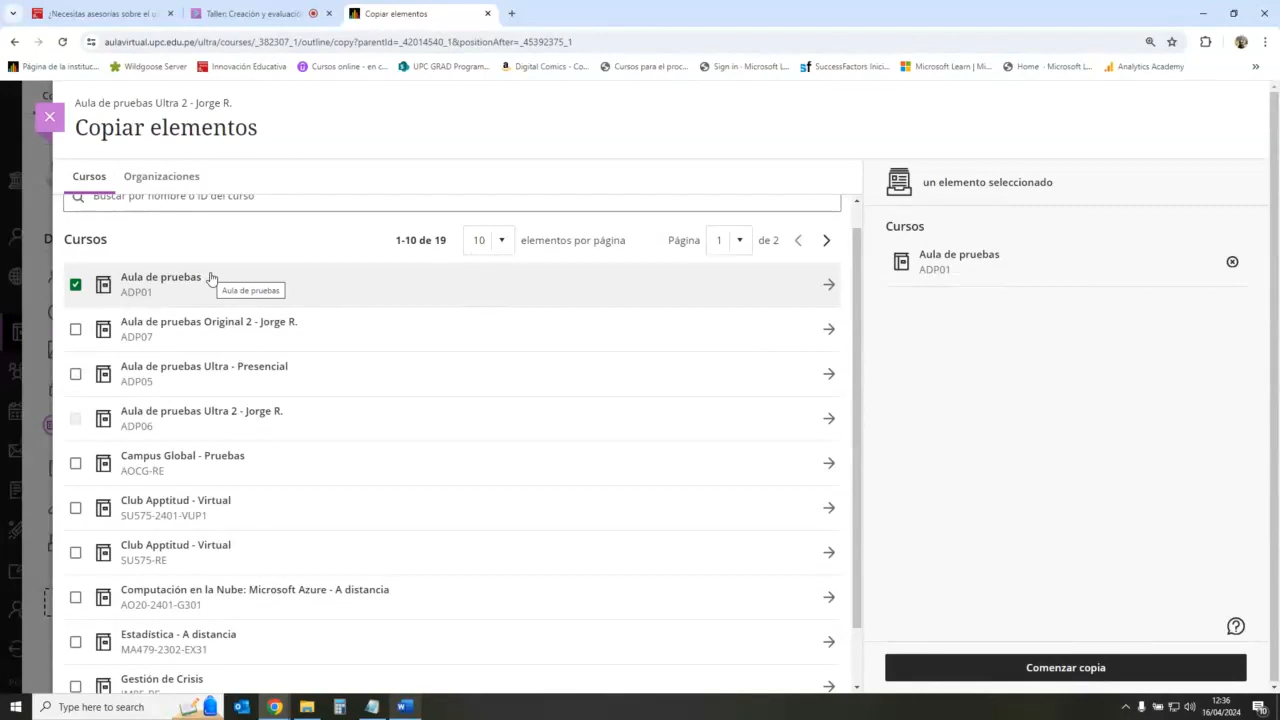 ¿Necesitas asesorías sobre el u
Taller: Creación y evaluación
Copiar elementos
aulavirtual.upc.edu.pe/ultra/courses/_382307_1/outline/copy?parentId=_42014540_1&positionAfter=_45392375_1
Página de la instituc...
Wildgoose Server
Innovación Educativa
Cursos online - en c...
UPC GRAD Program...
Digital Comics - Co...
Cursos para el proc...
Sign in - Microsoft L...
SuccessFactors Inici...
Microsoft Learn | Mi...
Home · Microsoft L...
Analytics Academy
Aula de pruebas Ultra 2 - Jorge R.
Copiar elementos
Cursos
Organizaciones
un elemento seleccionado
Buscar por nombre o ID del curso
Cursos
1-10 de 19
10
elementos por página
Página
1
de 2
Cursos
Aula de pruebas
ADP01
Aula de pruebas
ADP01
Aula de pruebas
Aula de pruebas Original 2 - Jorge R.
ADP07
Aula de pruebas Ultra - Presencial
ADP05
Aula de pruebas Ultra 2 - Jorge R.
ADP06
Campus Global - Pruebas
AOCG-RE
Club Apptitud - Virtual
SU575-2401-VUP1
Club Apptitud - Virtual
SU575-RE
Computación en la Nube: Microsoft Azure - A distancia
AO20-2401-G301
Estadística - A distancia
MA479-2302-EX31
Gestión de Crisis
Comenzar copia
Type here to search
12:36
16/04/2024